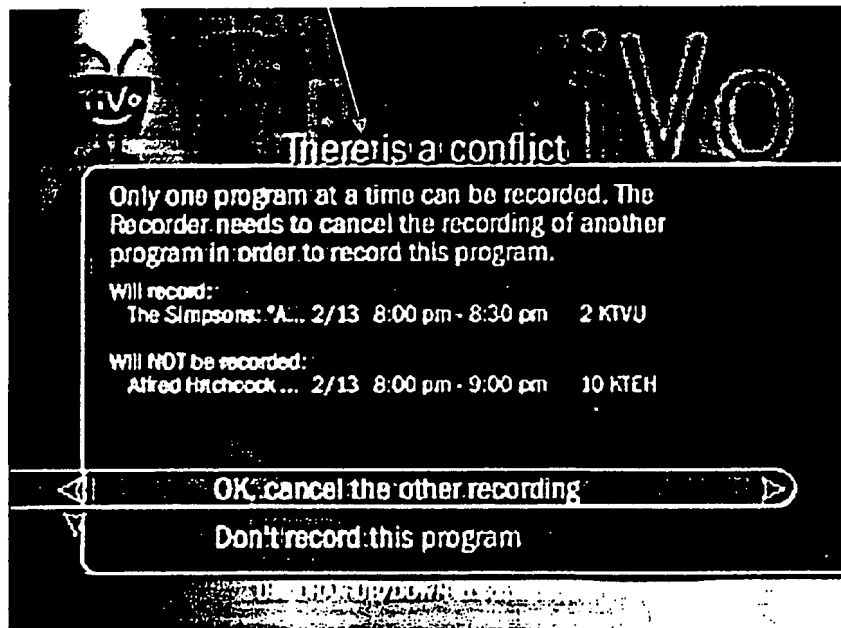 TiVo
iVo
There is a conflict
Only one program at a time can be recorded. The
Recorder needs to cancel the recording of another
program in order to record this program.
Will record:
The Simpsons: "A... 2/13 8:00 pm - 8:30 pm 2 KTVU
Will NOT be recorded:
Alfred Hitchcock ... 2/13 8:00 pm - 9:00 pm 10 KTEH
OK, cancel the other recording
Don't record this program